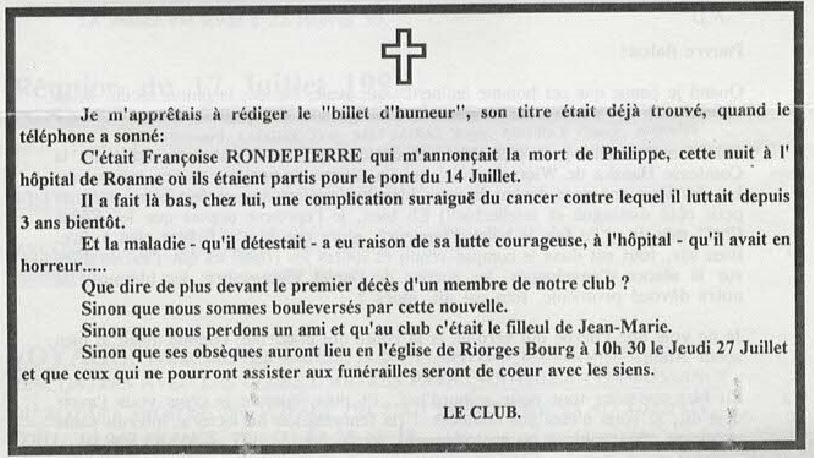 Je m'apprêtais à rédiger le "billet d'humeur", son titre était déjà trouvé, quand le
téléphone a sonné:
C'était Françoise RONDEPIERRE qui m'annonçait la mort de Philippe, cette nuit à l'
hôpital de Roanne où ils étaient partis pour le pont du 14 Juillet.
Il a fait là bas, chez lui, une complication suraiguë du cancer contre lequel il luttait depuis
3 ans bientôt.
Et la maladie - qu'il détestait - a eu raison de sa lutte courageuse, à l'hôpital - qu'il avait en
horreur.....
Que dire de plus devant le premier décès d'un membre de notre club ?
Sinon que nous sommes bouleversés par cette nouvelle.
Sinon que nous perdons un ami et qu'au club c'était le filleul de Jean-Marie.
Sinon que ses obsèques auront lieu en l'église de Riorges Bourg à 10h 30 le Jeudi 27 Juillet
et que ceux qui ne pourront assister aux funérailles seront de coeur avec les siens.
LE CLUB.